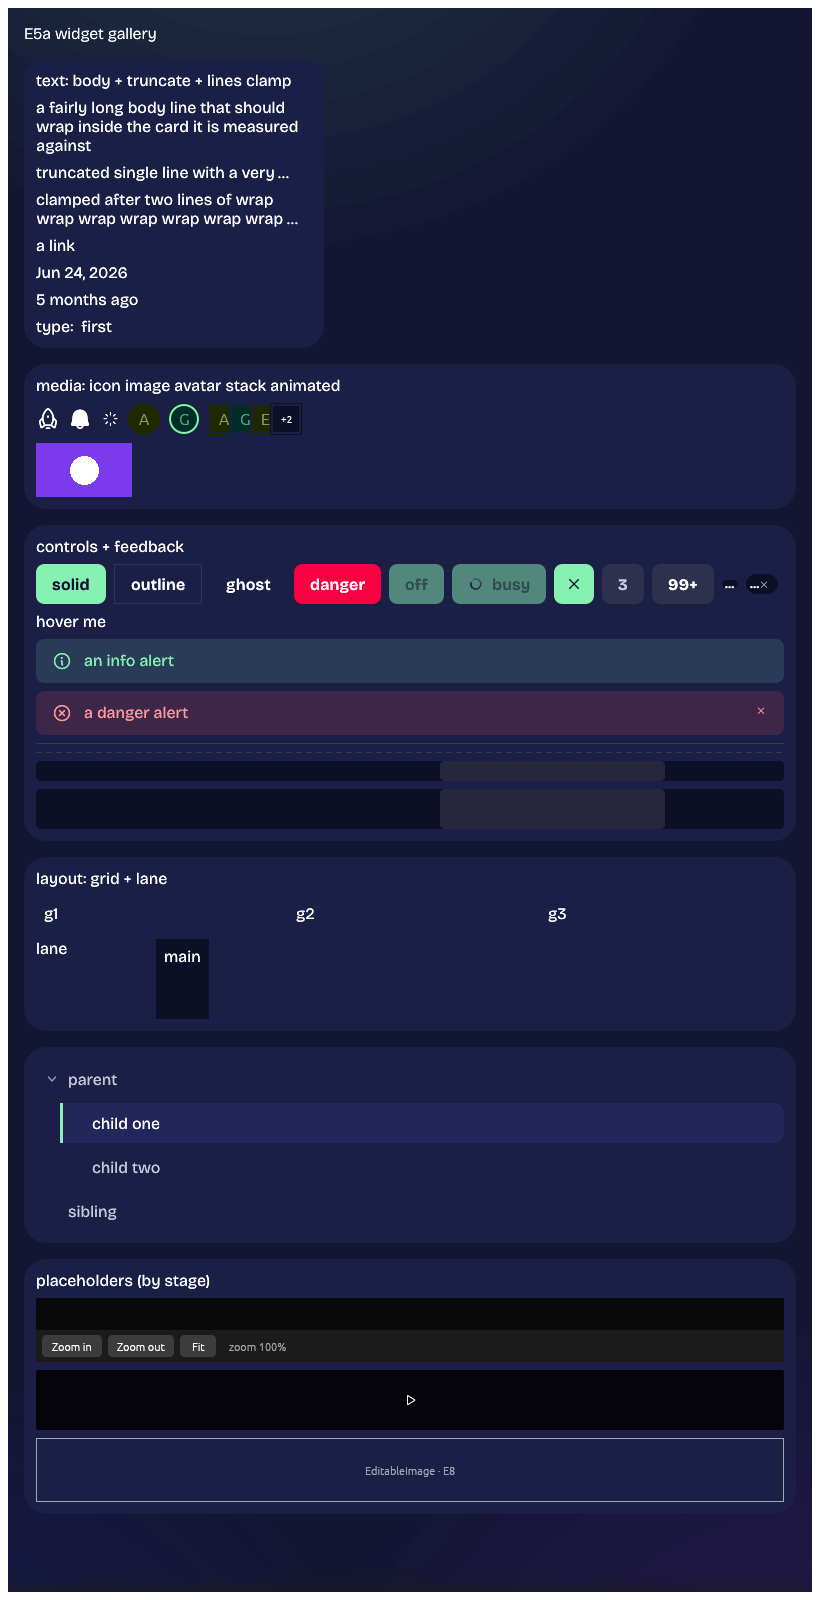 E5a widget gallery
text: body + truncate + lines clamp
a fairly long body line that should
wrap inside the card it is measured
against
truncated single line with a very ...
clamped after two lines of wrap
wrap wrap wrap wrap wrap wrap ...
a link
Jun 24, 2026
5 months ago
type: first
media: icon image avatar stack animated
A G A G E +2
controls + feedback
solid outline ghost danger off busy 3 99+ ... ...×
hover me
an info alert
a danger alert
layout: grid + lane
g1 g2 g3
lane main
parent
child one
child two
sibling
placeholders (by stage)
Zoom in Zoom out Fit zoom 100%
EditableImage · E8